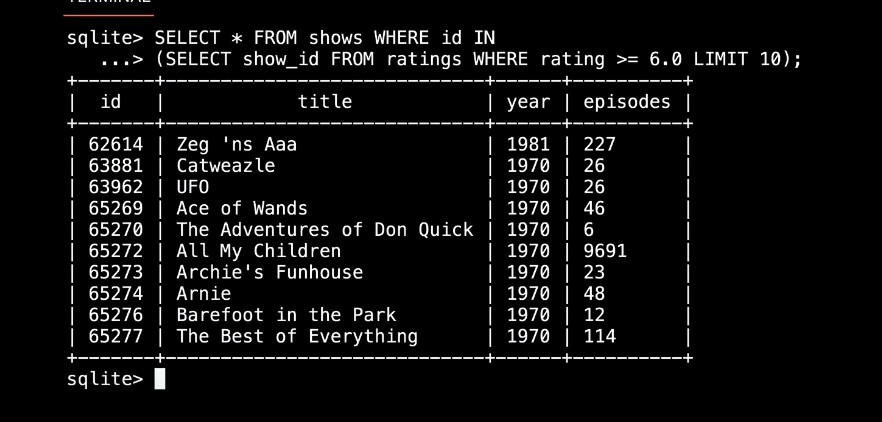 TERMINAL
sqlite> SELECT * FROM shows WHERE id IN
   ...> (SELECT show_id FROM ratings WHERE rating >= 6.0 LIMIT 10);
+-------+-----------------------------+------+----------+
|  id   |            title            | year | episodes |
+-------+-----------------------------+------+----------+
| 62614 | Zeg 'ns Aaa                 | 1981 | 227      |
| 63881 | Catweazle                   | 1970 | 26       |
| 63962 | UFO                         | 1970 | 26       |
| 65269 | Ace of Wands                | 1970 | 46       |
| 65270 | The Adventures of Don Quick | 1970 | 6        |
| 65272 | All My Children             | 1970 | 9691     |
| 65273 | Archie's Funhouse           | 1970 | 23       |
| 65274 | Arnie                       | 1970 | 48       |
| 65276 | Barefoot in the Park        | 1970 | 12       |
| 65277 | The Best of Everything      | 1970 | 114      |
+-------+-----------------------------+------+----------+
sqlite>